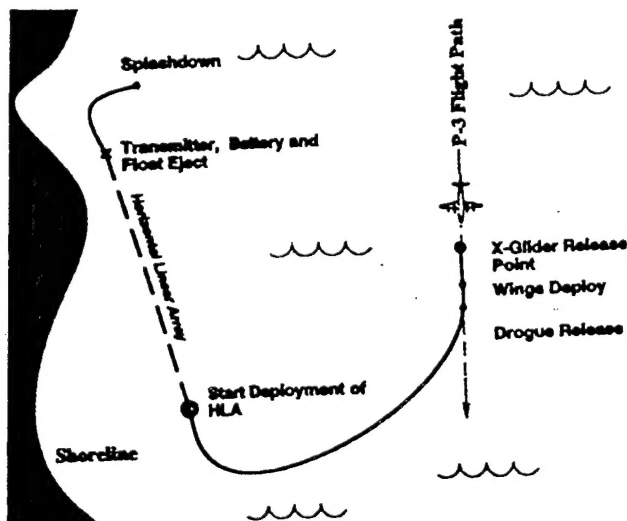 Splashdown
P-3 Flight Path
Transmitter, Battery and
Float Eject
Horizontal Linear Array
X-Glider Release
Point
Wings Deploy
Drogue Release
Start Deployment of
HLA
Shoreline